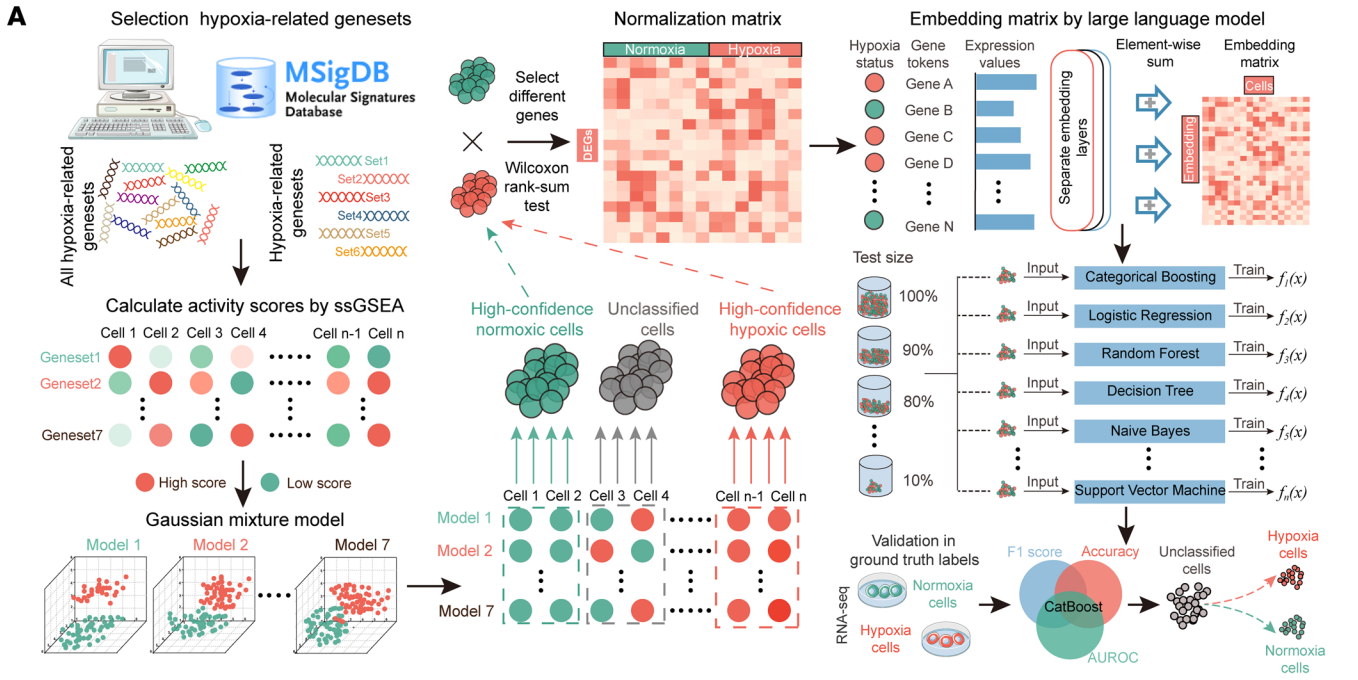 A
Selection hypoxia-related genesets
MSigDB
Molecular Signatures
Database
All hypoxia-related
genesets
Hypoxia-related
genesets
Set1
Set2
Set3
Set4
Set5
Set6
Calculate activity scores by ssGSEA
Cell 1 Cell 2 Cell 3 Cell 4 Cell n-1 Cell n
Geneset1
Geneset2
Geneset7
High score
Low score
Gaussian mixture model
Model 1
Model 2
Model 7
Normalization matrix
Select
different
genes
Wilcoxon
rank-sum
test
Normoxia
Hypoxia
DEGs
High-confidence
normoxic cells
Unclassified
cells
High-confidence
hypoxic cells
Cell 1 Cell 2 Cell 3 Cell 4 Cell n-1 Cell n
Model 1
Model 2
Model 7
Embedding matrix by large language model
Hypoxia
status
Gene
tokens
Expression
values
Gene A
Gene B
Gene C
Gene D
Gene N
Separate embedding
layers
Element-wise
sum
Embedding
matrix
Cells
Embedding
Test size
100%
90%
80%
10%
Input Categorical Boosting Train f1(x)
Input Logistic Regression Train f2(x)
Input Random Forest Train f3(x)
Input Decision Tree Train f4(x)
Input Naive Bayes Train f5(x)
Input Support Vector Machine Train fn(x)
Validation in
ground truth labels
RNA-seq
Normoxia
cells
Hypoxia
cells
F1 score
Accuracy
CatBoost
AUROC
Unclassified
cells
Hypoxia
cells
Normoxia
cells